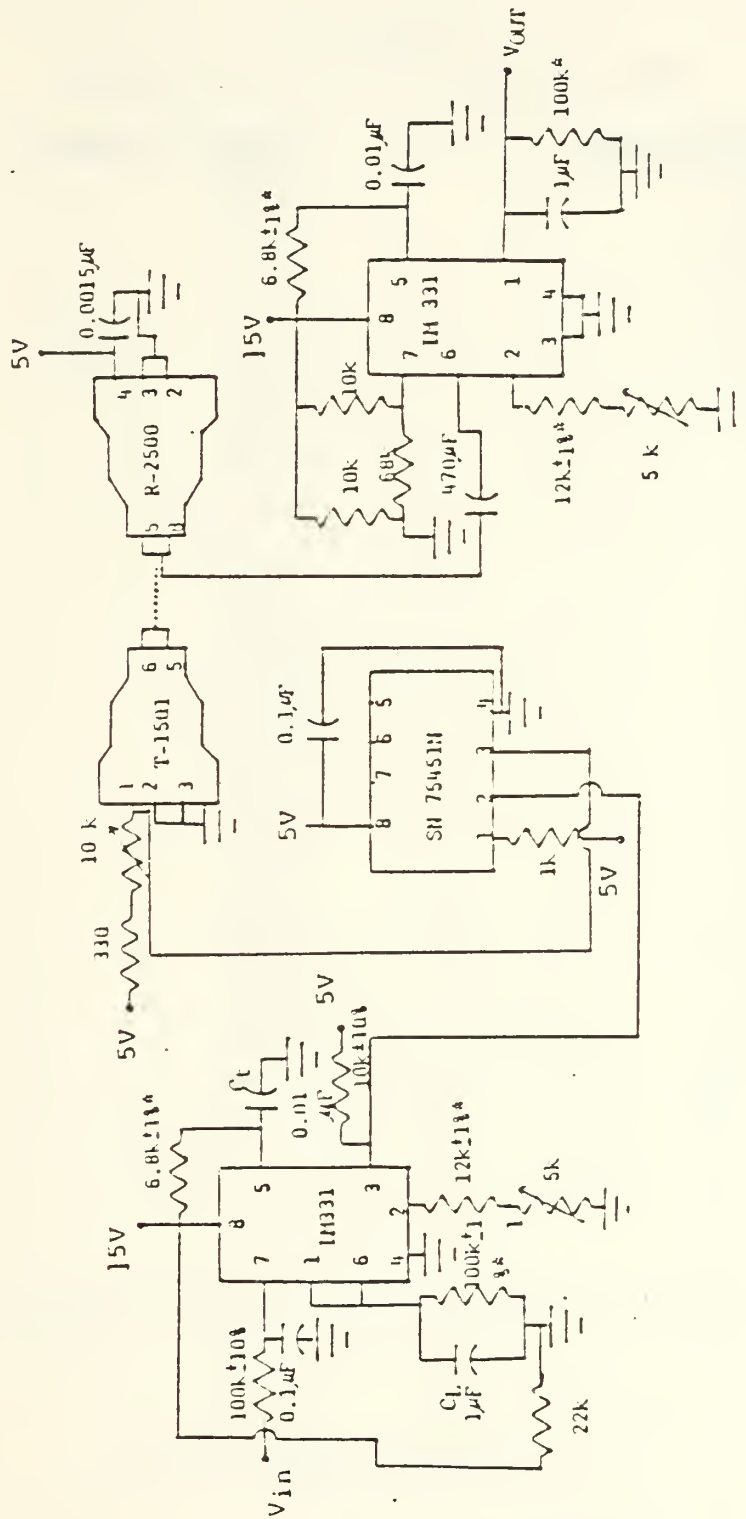 Vin
100k±10%
0.1µF
15V
6.8k±1%*
LM331
7
8
5
1
6
4
2
3
Ct
0.01
µF
5V
10k±10%
12k±1%*
5k
100k±1
%*
CL
1µF
22k
5V
330
10 k
T-1501
1
2
3
6
5
5V
0.1µF
SN 75451N
8
7
6
5
1
2
3
4
1k
5V
R-2500
5
8
4
3
2
5V
0.0015µF
10k
10k
68k
470µF
15V
6.8k±1%*
0.01µF
LM 331
8
7
6
5
1
2
3
4
12k±1%*
5 k
VOUT
1µF
100k*